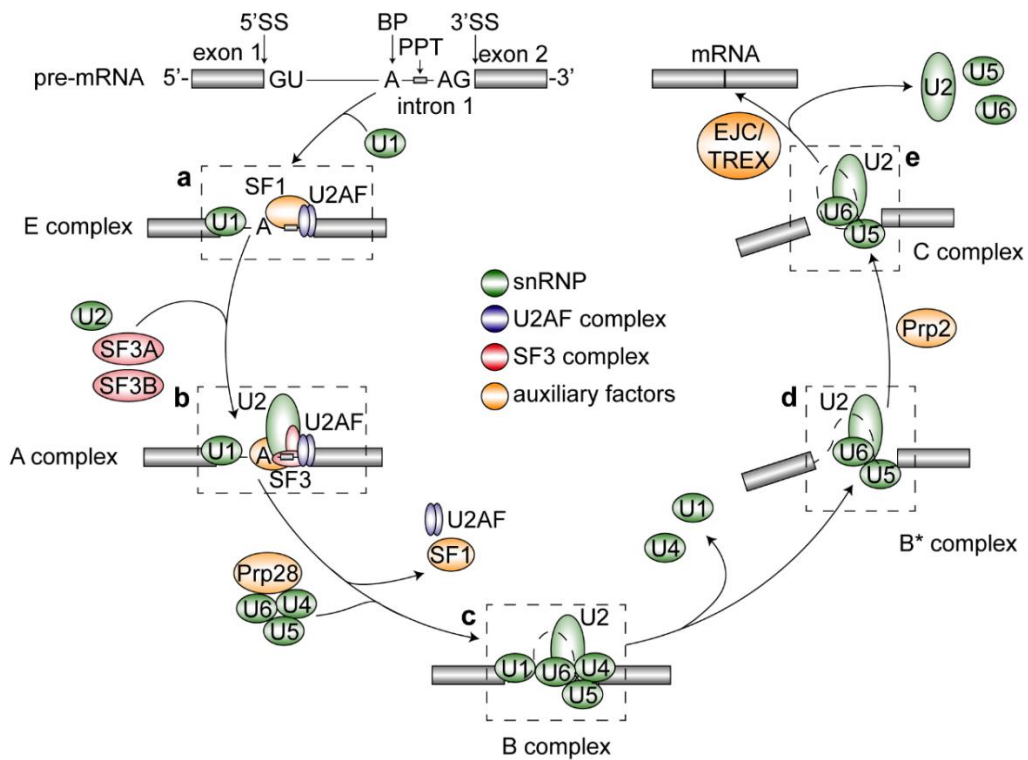 5'SS
BP
3'SS
exon 1
PPT
exon 2
pre-mRNA 5'- GU A AG -3'
intron 1
U1
a
SF1
U2AF
E complex
U1
A
U2
SF3A
SF3B
b
U2
U2AF
A complex
U1
A
SF3
Prp28
U6
U4
U5
U2AF
SF1
c
U2
U1
U6
U4
U5
B complex
U1
U4
d
U2
U6
U5
B* complex
Prp2
e
U2
U6
U5
C complex
EJC/
TREX
mRNA
U2
U5
U6
snRNP
U2AF complex
SF3 complex
auxiliary factors